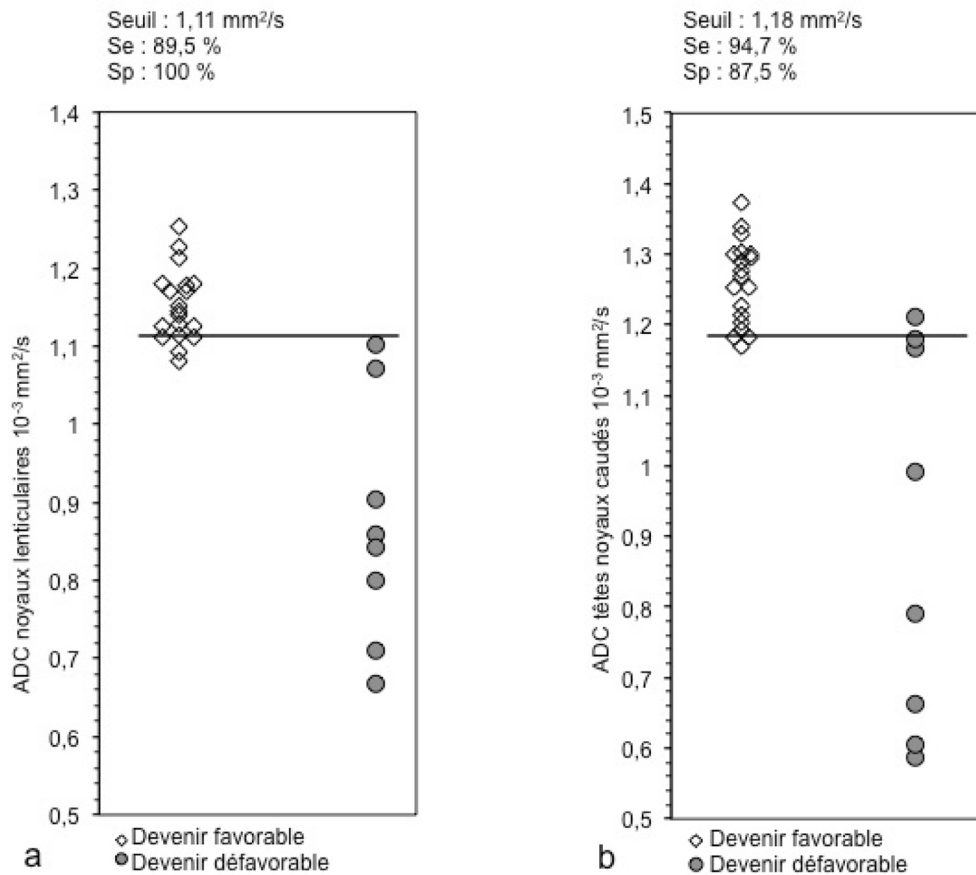 Seuil : 1,11 mm²/s
Se : 89,5 %
Sp : 100 %
ADC noyaux lenticulaires 10⁻³ mm²/s
1,4
1,3
1,2
1,1
1
0,9
0,8
0,7
0,6
0,5
Devenir favorable
Devenir défavorable
a
Seuil : 1,18 mm²/s
Se : 94,7 %
Sp : 87,5 %
ADC têtes noyaux caudés 10⁻³ mm²/s
1,5
1,4
1,3
1,2
1,1
1
0,9
0,8
0,7
0,6
0,5
Devenir favorable
Devenir défavorable
b